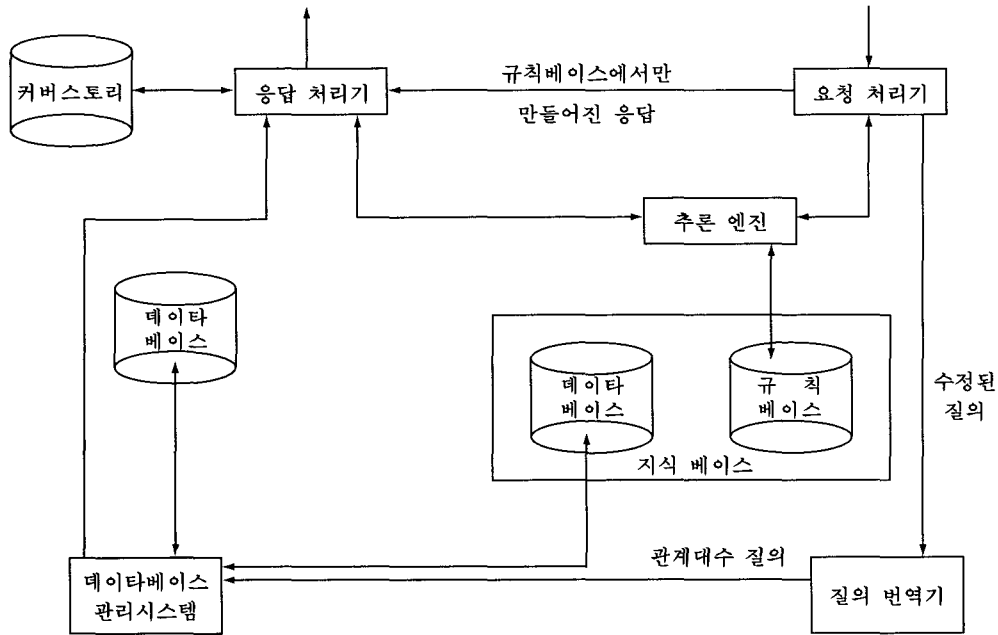 커버스토리
응답 처리기
규칙베이스에서만
만들어진 응답
요청 처리기
추론 엔진
데이타
베이스
데이타
베이스
규 칙
베이스
지식 베이스
수정된
질의
데이타베이스
관리시스템
관계대수 질의
질의 번역기